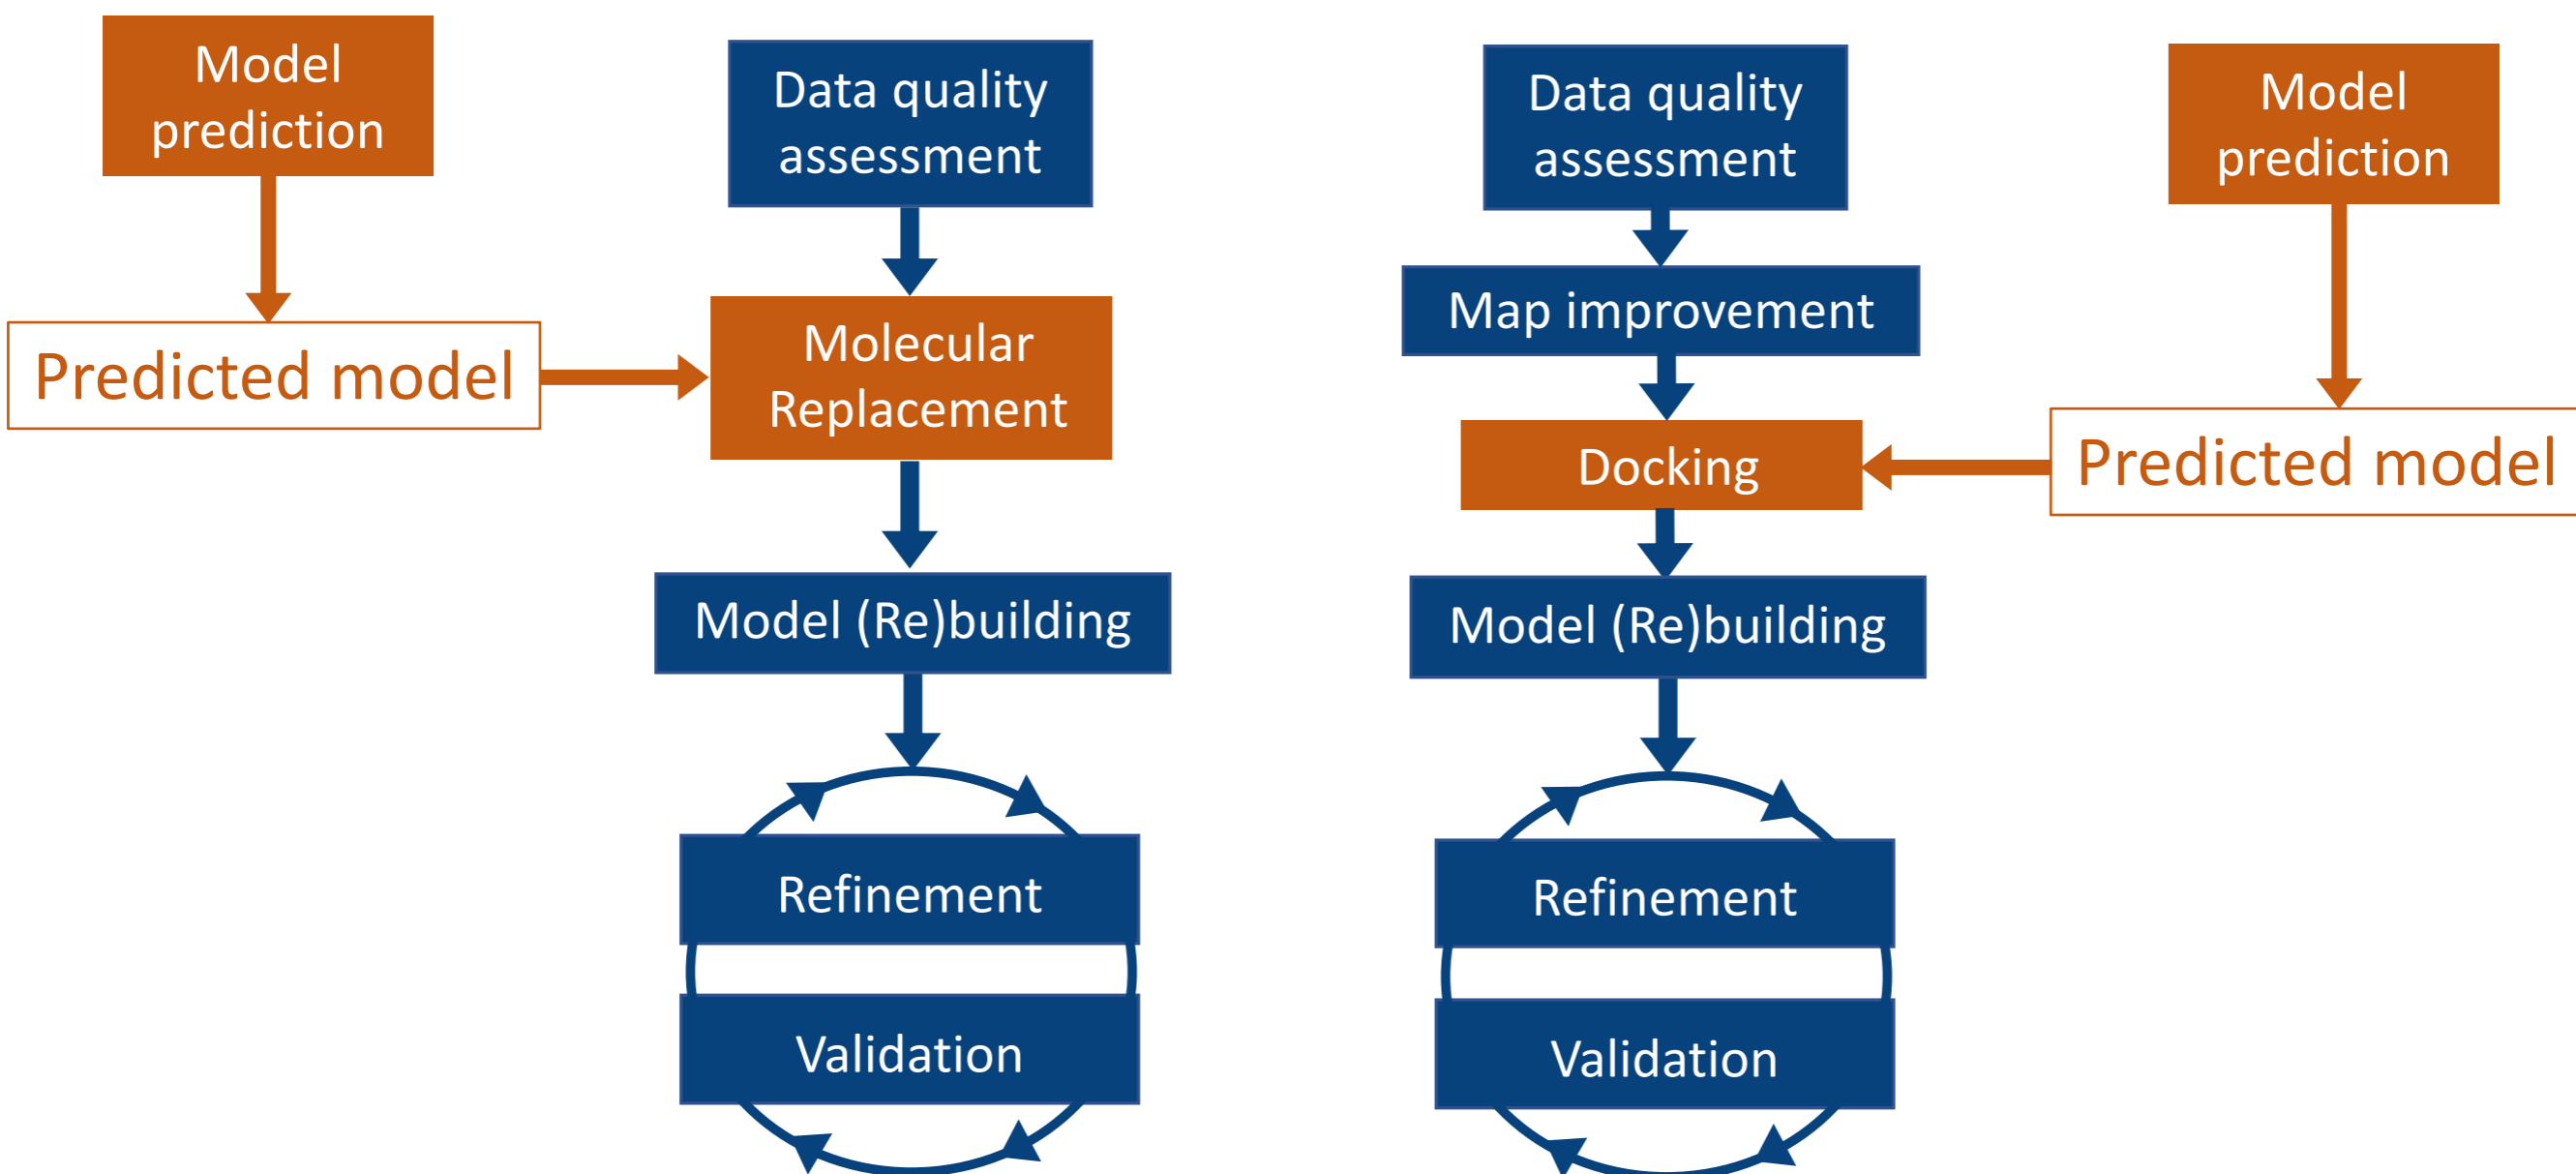 Model
prediction
Predicted model
Data quality
assessment
Molecular
Replacement
Model (Re)building
Refinement
Validation
Data quality
assessment
Map improvement
Docking
Model (Re)building
Refinement
Validation
Model
prediction
Predicted model